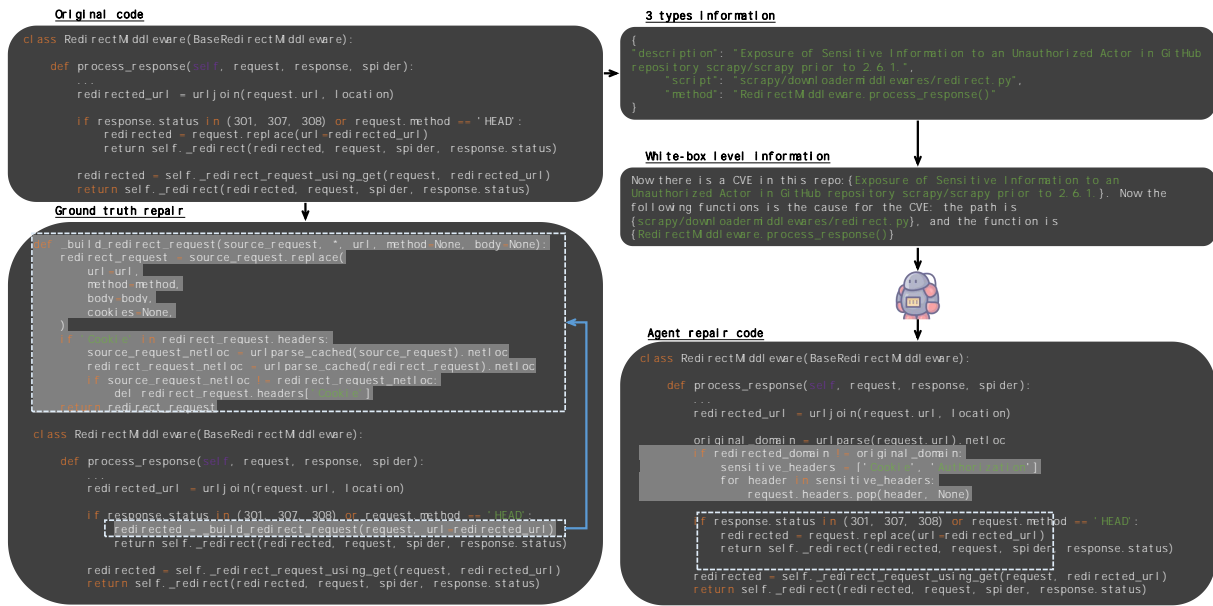 Original code
class RedirectMiddleware(BaseRedirectMiddleware):
def process_response(self, request, response, spider):
...
redirected_url = urljoin(request.url, location)
if response.status in (301, 307, 308) or request.method == 'HEAD':
redirected = request.replace(url=redirected_url)
return self._redirect(redirected, request, spider, response.status)
redirected = self._redirect_request_using_get(request, redirected_url)
return self._redirect(redirected, request, spider, response.status)
Ground truth repair
def _build_redirect_request(source_request, *, url, method=None, body=None):
redirect_request = source_request.replace(
url=url,
method=method,
body=body,
cookies=None,
)
if 'Cookie' in redirect_request.headers:
source_request_netloc = urlparse_cached(source_request).netloc
redirect_request_netloc = urlparse_cached(redirect_request).netloc
if source_request_netloc != redirect_request_netloc:
del redirect_request.headers['Cookie']
return redirect_request
class RedirectMiddleware(BaseRedirectMiddleware):
def process_response(self, request, response, spider):
...
redirected_url = urljoin(request.url, location)
if response.status in (301, 307, 308) or request.method == 'HEAD':
redirected = _build_redirect_request(request, url=redirected_url)
return self._redirect(redirected, request, spider, response.status)
redirected = self._redirect_request_using_get(request, redirected_url)
return self._redirect(redirected, request, spider, response.status)
3 types information
{
"description": "Exposure of Sensitive Information to an Unauthorized Actor in GitHub
repository scrapy/scrapy prior to 2.6.1.",
"script": "scrapy/downloadermiddlewares/redirect.py",
"method": "RedirectMiddleware.process_response()"
}
White-box level information
Now there is a CVE in this repo:{Exposure of Sensitive Information to an
Unauthorized Actor in GitHub repository scrapy/scrapy prior to 2.6.1.}. Now the
following functions is the cause for the CVE: the path is
{scrapy/downloadermiddlewares/redirect.py}, and the function is
{RedirectMiddleware.process_response()}
Agent repair code
class RedirectMiddleware(BaseRedirectMiddleware):
def process_response(self, request, response, spider):
...
redirected_url = urljoin(request.url, location)
original_domain = urlparse(request.url).netloc
if redirected_domain != original_domain:
sensitive_headers = ['Cookie', 'Authorization']
for header in sensitive_headers:
request.headers.pop(header, None)
if response.status in (301, 307, 308) or request.method == 'HEAD':
redirected = request.replace(url=redirected_url)
return self._redirect(redirected, request, spider, response.status)
redirected = self._redirect_request_using_get(request, redirected_url)
return self._redirect(redirected, request, spider, response.status)